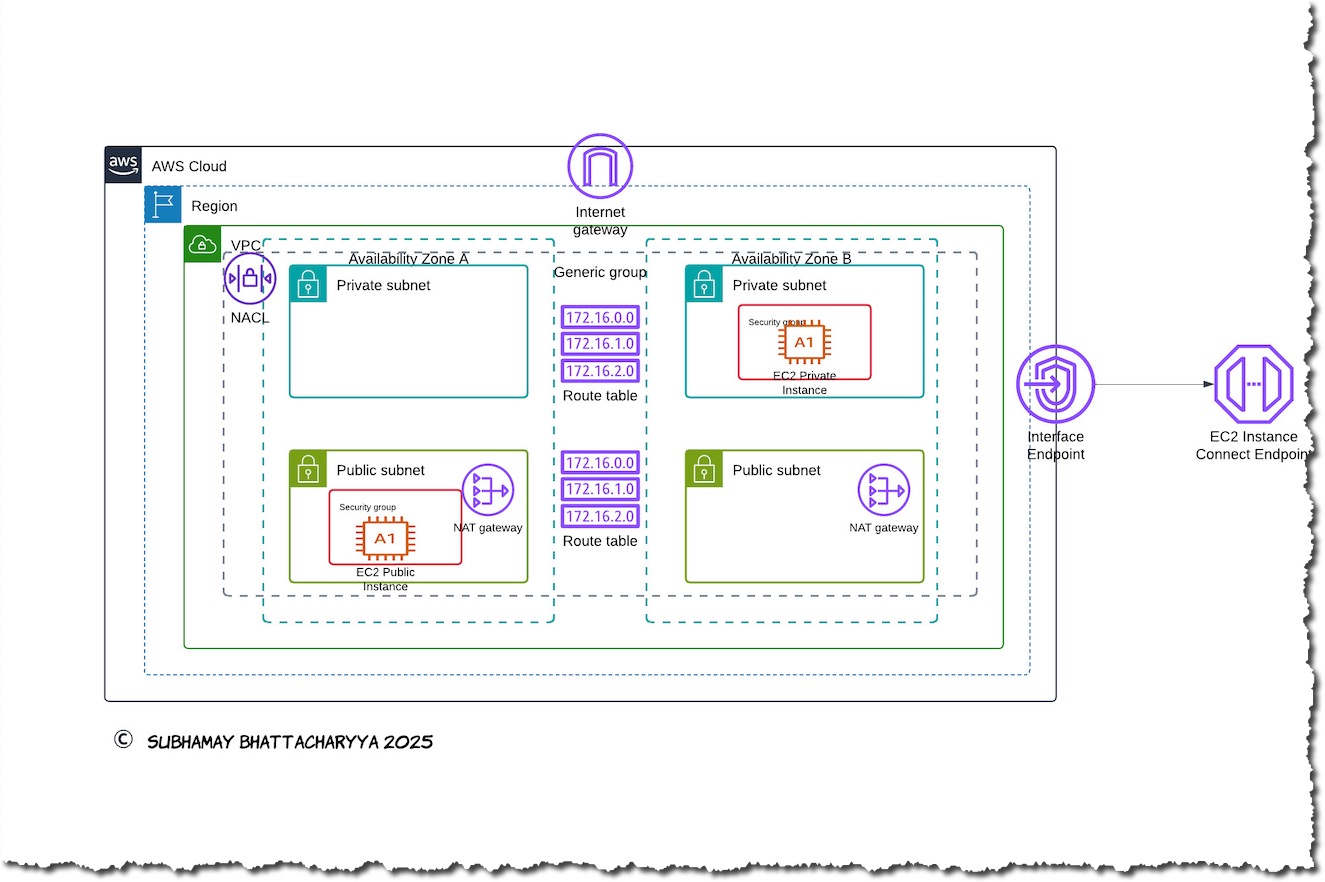 aws
AWS Cloud
Region
Internet
gateway
VPC
NACL
Availability Zone A
Private subnet
Generic group
172.16.0.0
172.16.1.0
172.16.2.0
Route table
Availability Zone B
Private subnet
Security group
A1
EC2 Private
Instance
Interface
Endpoint
EC2 Instance
Connect Endpoint
Public subnet
Security group
A1
EC2 Public
Instance
NAT gateway
172.16.0.0
172.16.1.0
172.16.2.0
Route table
Public subnet
NAT gateway
© SUBHAMAY BHATTACHARYYA 2025